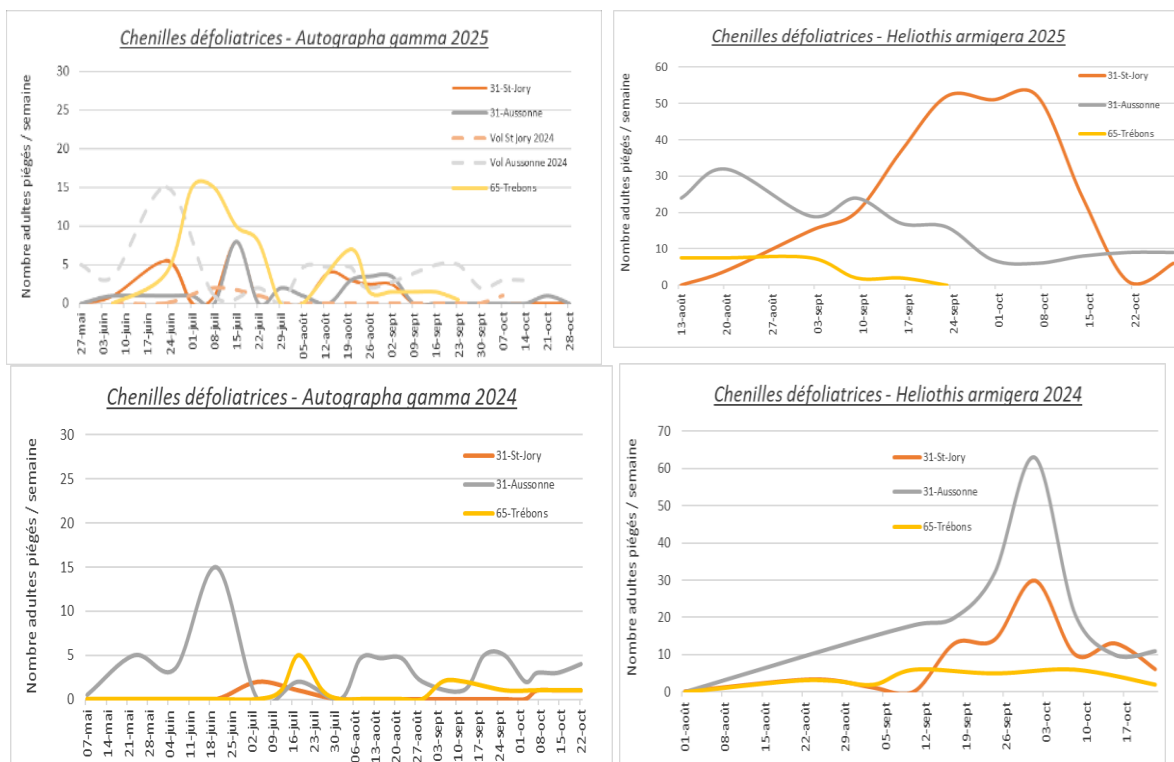 Chenilles défoliatrices - Autographa gamma 2025
Nombre adultes piégés / semaine
30
25
20
15
10
5
0
31-St-Jory
31-Aussonne
Vol St Jory 2024
Vol Aussonne 2024
65-Trebons
27-mai
03-juin
10-juin
17-juin
24-juin
01-juil
08-juil
15-juil
22-juil
29-juil
05-août
12-août
19-août
26-août
02-sept
09-sept
16-sept
23-sept
30-sept
07-oct
14-oct
21-oct
28-oct
Chenilles défoliatrices - Heliothis armigera 2025
Nombre adultes piégés / semaine
60
50
40
30
20
10
0
31-St-Jory
31-Aussonne
65-Trébons
13-août
20-août
27-août
03-sept
10-sept
17-sept
24-sept
01-oct
08-oct
15-oct
22-oct
Chenilles défoliatrices - Autographa gamma 2024
Nombre adultes piégés / semaine
30
25
20
15
10
5
0
31-St-Jory
31-Aussonne
65-Trébons
07-mai
14-mai
21-mai
28-mai
04-juin
11-juin
18-juin
25-juin
02-juil
09-juil
16-juil
23-juil
30-juil
06-août
13-août
20-août
27-août
03-sept
10-sept
17-sept
24-sept
01-oct
08-oct
15-oct
22-oct
Chenilles défoliatrices - Heliothis armigera 2024
Nombre adultes piégés / semaine
70
60
50
40
30
20
10
0
31-St-Jory
31-Aussonne
65-Trébons
01-août
08-août
15-août
22-août
29-août
05-sept
12-sept
19-sept
26-sept
03-oct
10-oct
17-oct